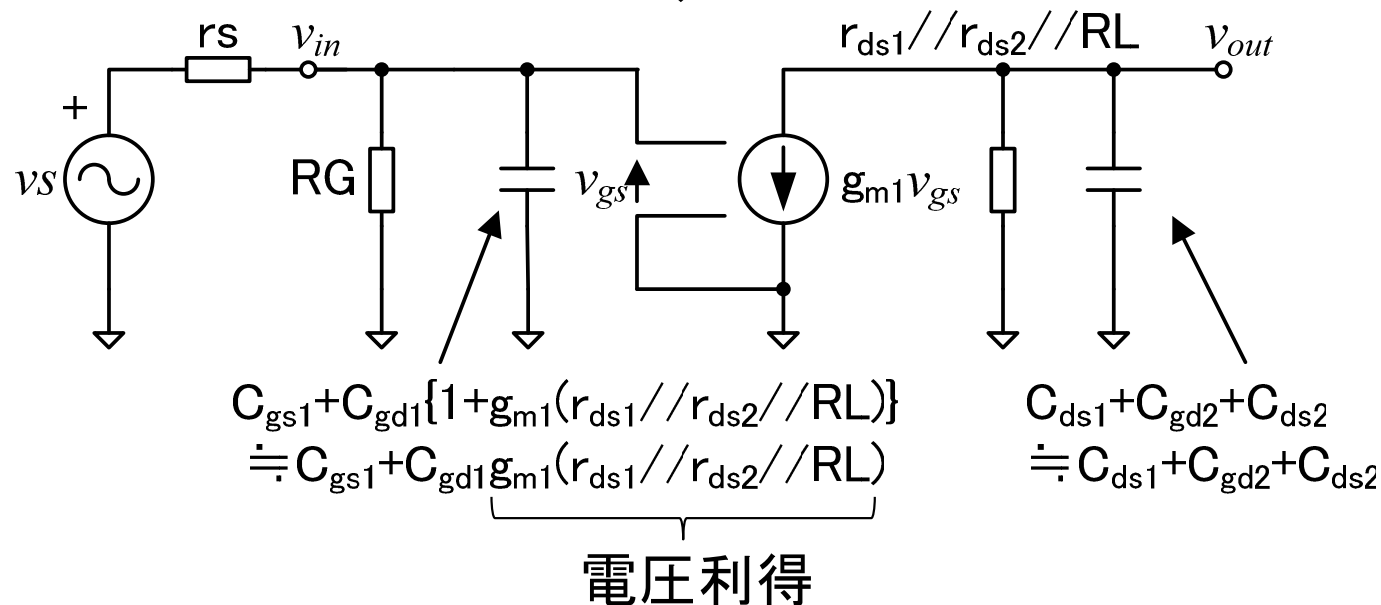 rs
v_in
r_ds1//r_ds2//RL
v_out
+
vs
RG
v_gs
g_m1v_gs
C_gs1+C_gd1{1+g_m1(r_ds1//r_ds2//RL)}
≒C_gs1+C_gd1g_m1(r_ds1//r_ds2//RL)
電圧利得
C_ds1+C_gd2+C_ds2
≒C_ds1+C_gd2+C_ds2